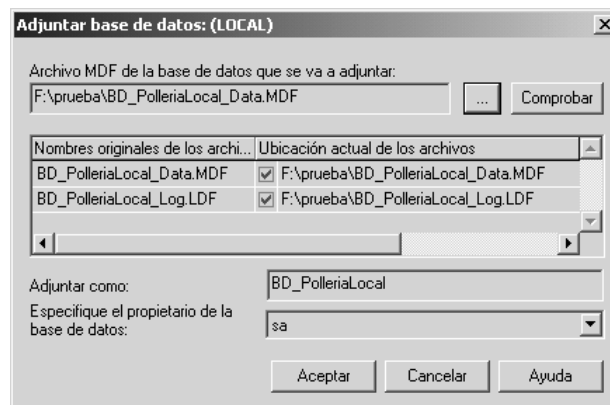 Adjuntar base de datos: (LOCAL)
Archivo MDF de la base de datos que se va a adjuntar:
F:\prueba\BD_PolleriaLocal_Data.MDF
...
Comprobar
Nombres originales de los archi... Ubicación actual de los archivos
BD_PolleriaLocal_Data.MDF F:\prueba\BD_PolleriaLocal_Data.MDF
BD_PolleriaLocal_Log.LDF F:\prueba\BD_PolleriaLocal_Log.LDF
Adjuntar como:
BD_PolleriaLocal
Especifique el propietario de la
base de datos:
sa
Aceptar Cancelar Ayuda